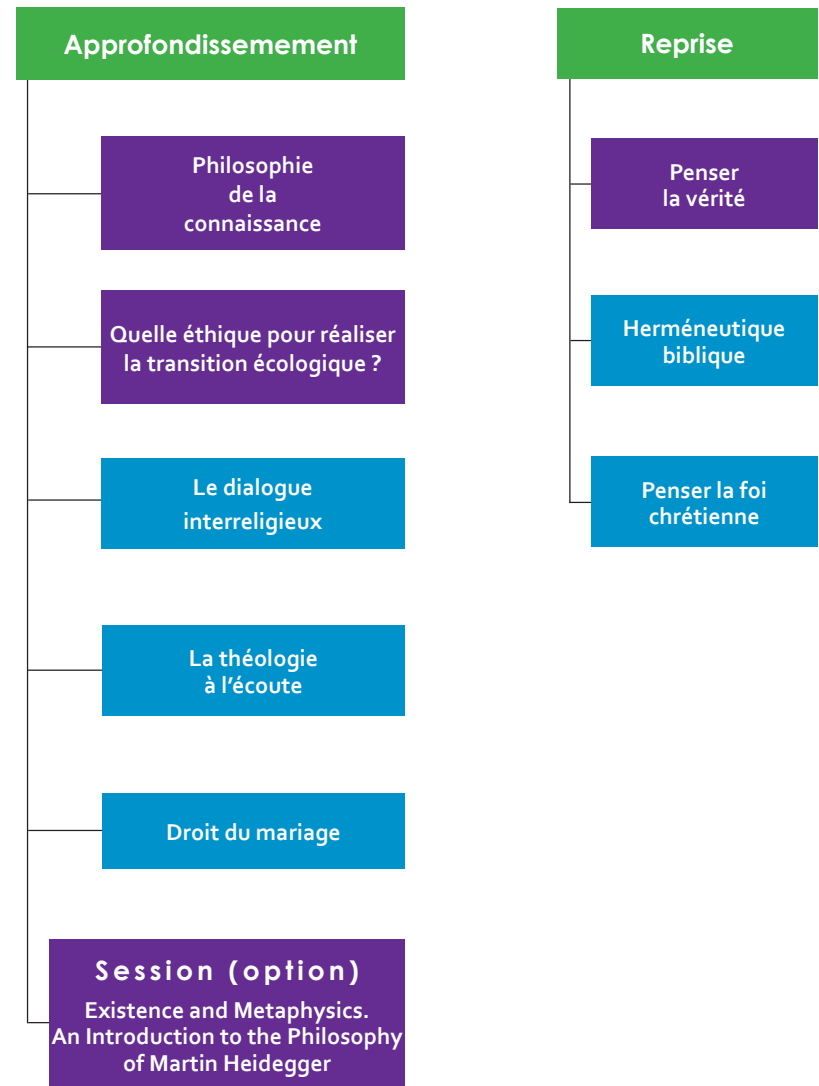 Approfondissemement
Philosophie
de la
connaissance
Quelle éthique pour réaliser
la transition écologique ?
Le dialogue
interreligieux
La théologie
à l'écoute
Droit du mariage
Session (option)
Existence and Metaphysics.
An Introduction to the Philosophy
of Martin Heidegger
Reprise
Penser
la vérité
Herméneutique
biblique
Penser la foi
chrétienne